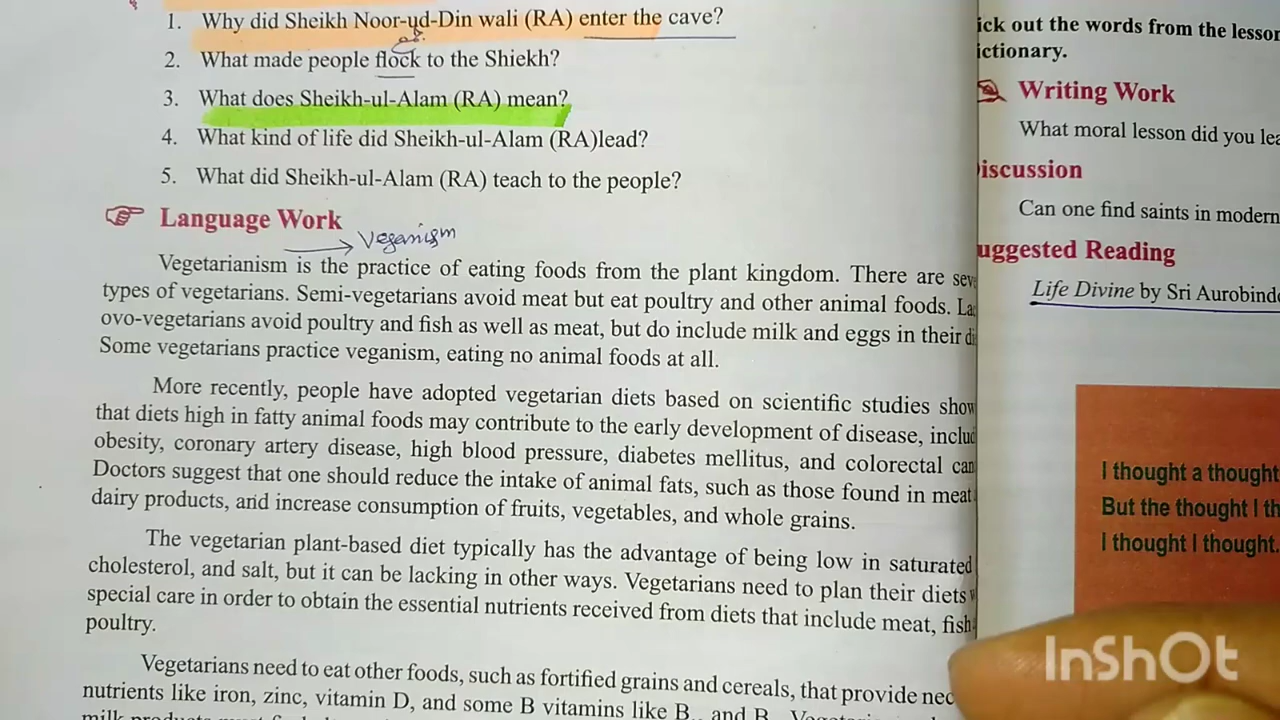 1. Why did Sheikh Noor-ud-Din wali (RA) enter the cave?
2. What made people flock to the Shiekh?
3. What does Sheikh-ul-Alam (RA) mean?
4. What kind of life did Sheikh-ul-Alam (RA)lead?
5. What did Sheikh-ul-Alam (RA) teach to the people?
Language Work
Veganism
Vegetarianism is the practice of eating foods from the plant kingdom. There are
types of vegetarians. Semi-vegetarians avoid meat but eat poultry and other animal foods.
ovo-vegetarians avoid poultry and fish as well as meat, but do include milk and eggs in their
Some vegetarians practice veganism, eating no animal foods at all.
More recently, people have adopted vegetarian diets based on scientific studies show
that diets high in fatty animal foods may contribute to the early development of disease,
obesity, coronary artery disease, high blood pressure, diabetes mellitus, and colorectal
Doctors suggest that one should reduce the intake of animal fats, such as those found in meat
dairy products, and increase consumption of fruits, vegetables, and whole grains.
The vegetarian plant-based diet typically has the advantage of being low in saturated
cholesterol, and salt, but it can be lacking in other ways. Vegetarians need to plan their diets
special care in order to obtain the essential nutrients received from diets that include meat, fish
poultry.
Vegetarians need to eat other foods, such as fortified grains and cereals, that provide
nutrients like iron, zinc, vitamin D, and some B vitamins like B and B
ick out the words from the lesson
ictionary.
Writing Work
What moral lesson did you
iscussion
Can one find saints in modern
uggested Reading
Life Divine by Sri Aurobindo
I thought a thought
But the thought I
I thought I thought.
InShOt